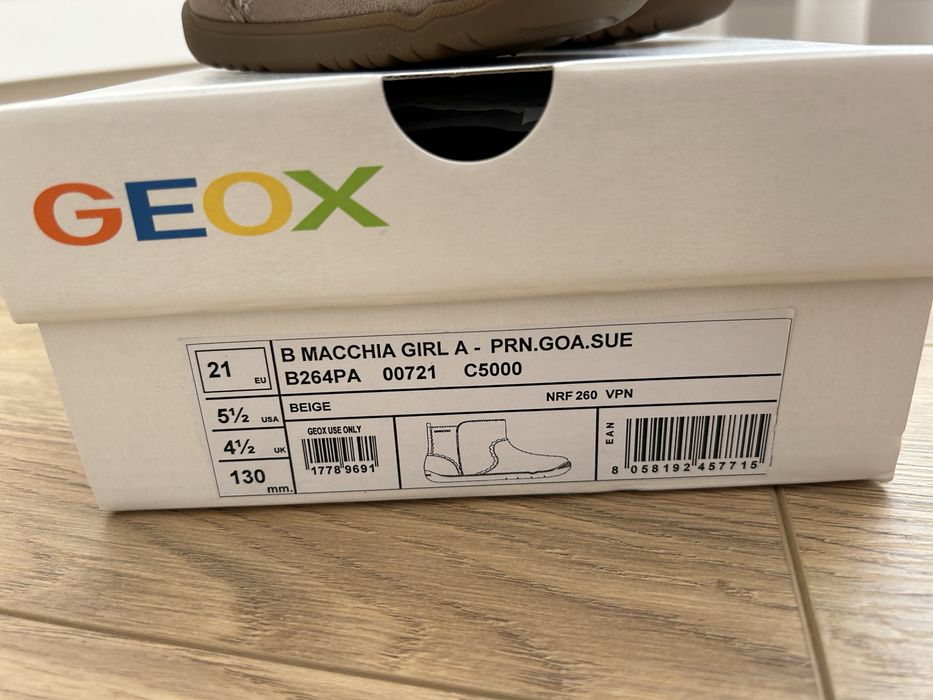 GEOX
21 EU
B MACCHIA GIRL A - PRN.GOA.SUE
B264PA 00721 C5000
5½ USA
BEIGE
NRF 260 VPN
4½ UK
130 mm.
GEOX USE ONLY
1778 9691
EAN
8 058192 457715